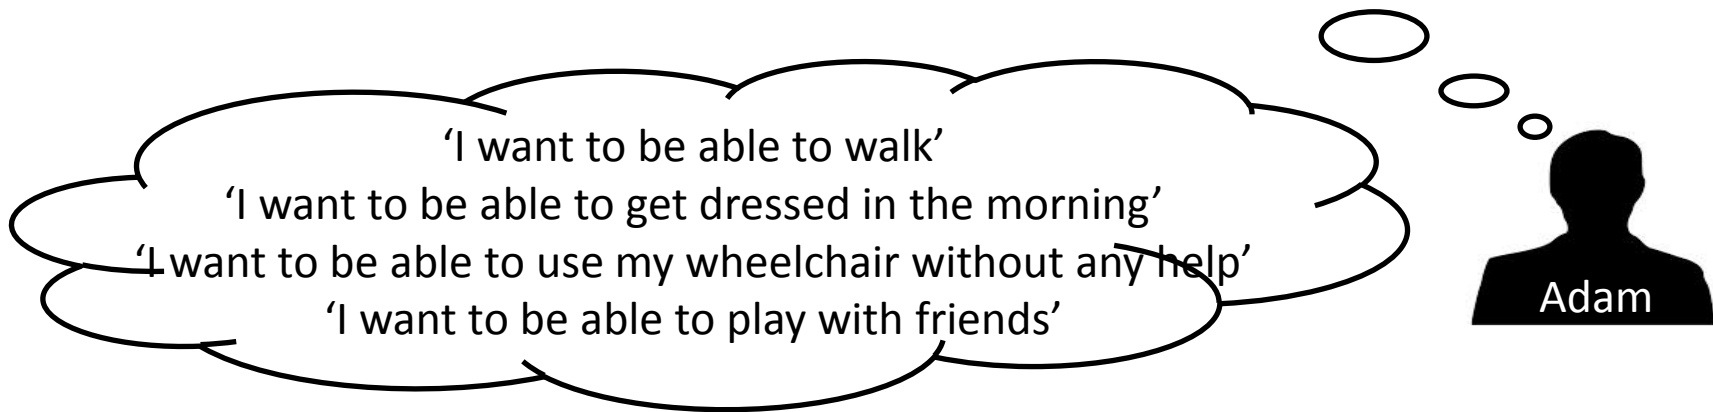 ‘I want to be able to walk’
‘I want to be able to get dressed in the morning’
‘I want to be able to use my wheelchair without any help’
‘I want to be able to play with friends’
Adam